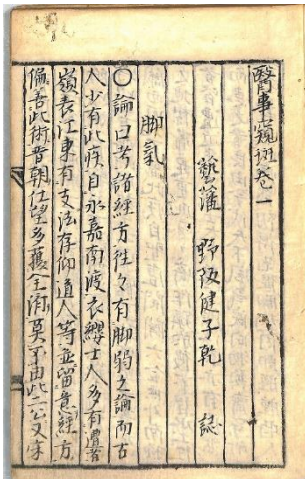 醫事窺斑卷一
藝藩 野阪健子乾 誌
脚氣
○論曰考諸經方往々有脚弱之論而古
人少有此疾自永嘉南渡衣纓士人多有遭者
嶺表江東有支法存仰道人等並留意經方
偏善此術晋朝仕望多獲全濟莫不由此二公又宋